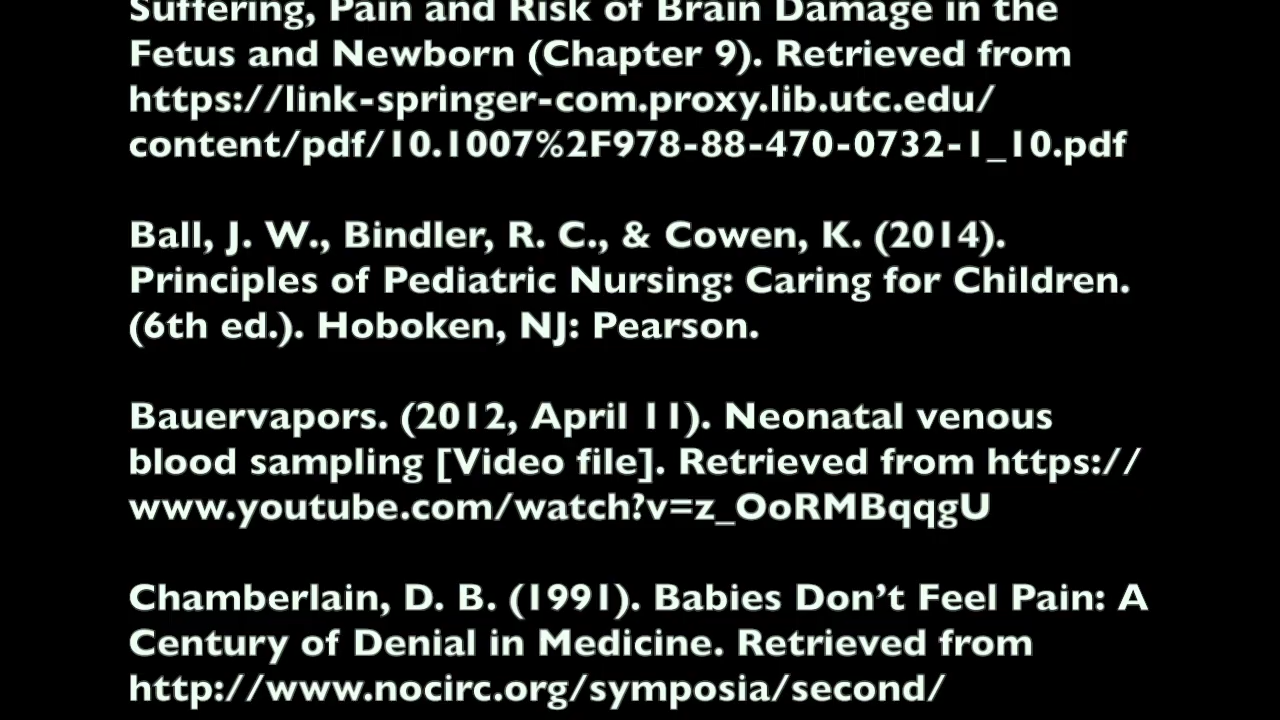 Suffering, Pain and Risk of Brain Damage in the
Fetus and Newborn (Chapter 9). Retrieved from
https://link-springer-com.proxy.lib.utc.edu/
content/pdf/10.1007%2F978-88-470-0732-1_10.pdf
Ball, J. W., Bindler, R. C., & Cowen, K. (2014).
Principles of Pediatric Nursing: Caring for Children.
(6th ed.). Hoboken, NJ: Pearson.
Bauervapors. (2012, April 11). Neonatal venous
blood sampling [Video file]. Retrieved from https://
www.youtube.com/watch?v=z_OoRMBqqgU
Chamberlain, D. B. (1991). Babies Don’t Feel Pain: A
Century of Denial in Medicine. Retrieved from
http://www.nocirc.org/symposia/second/